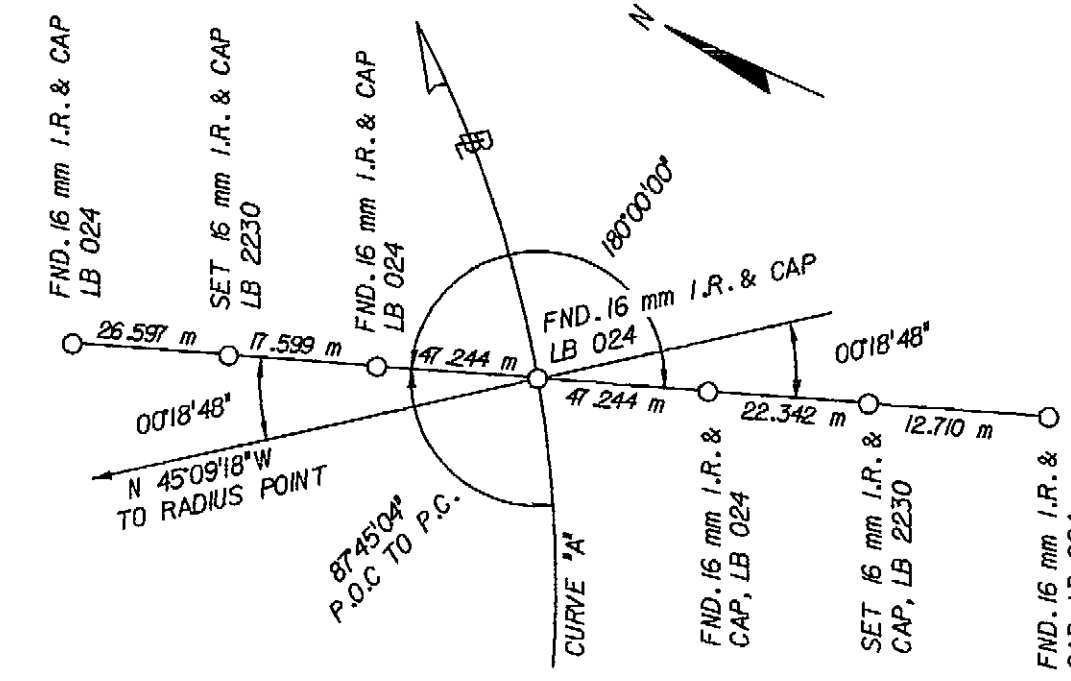 FND. 16 mm I.R. & CAP
LB 024
SET 16 mm I.R. & CAP
LB 2230
FND. 16 mm I.R. & CAP
LB 024
N
BL
180°00'00"
FND. 16 mm I.R. & CAP
LB 024
26.597 m
17.599 m
47.244 m
47.244 m
22.342 m
12.710 m
00°18'48"
00°18'48"
N 45°09'18"W
TO RADIUS POINT
87°45'04"
P.O.C TO P.C.
CURVE "A"
FND. 16 mm I.R. &
CAP, LB 024
SET 16 mm I.R. &
CAP, LB 2230
FND. 16 mm I.R. &